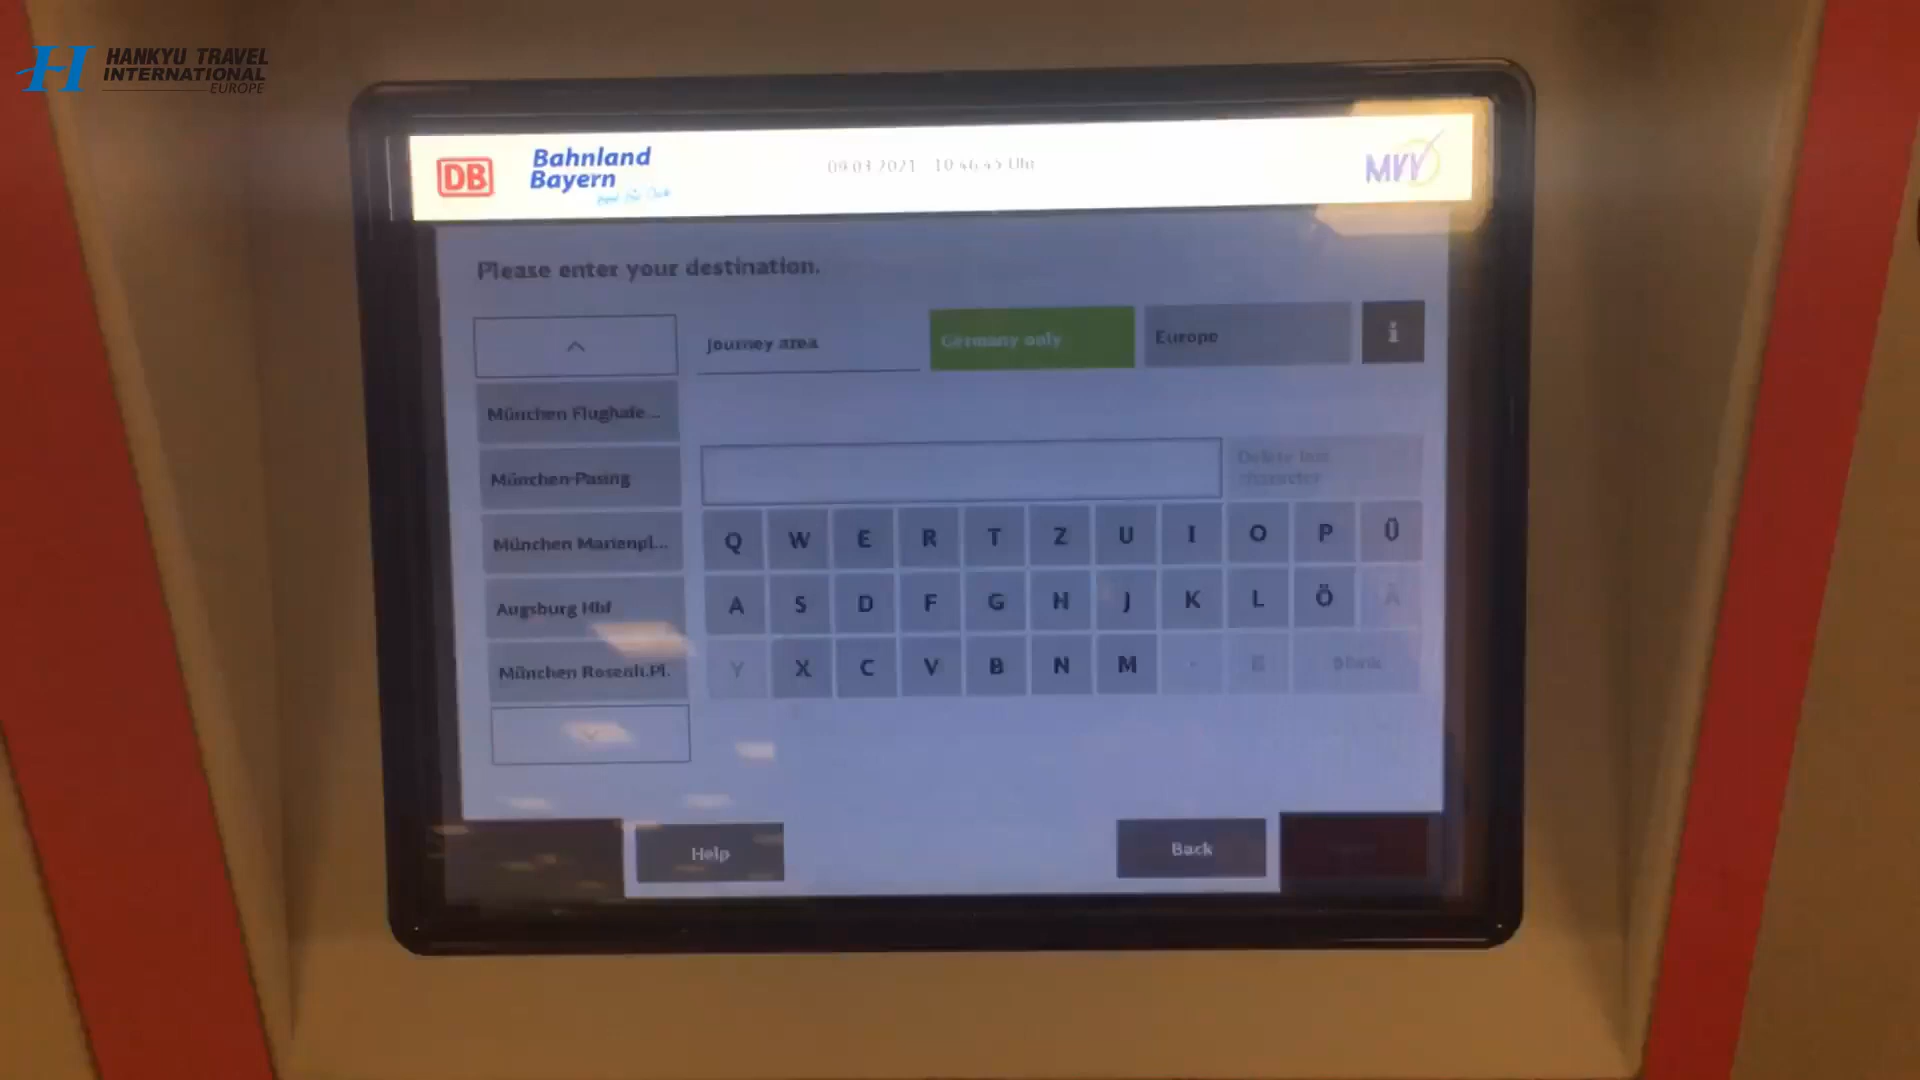 HANKYU TRAVEL
INTERNATIONAL
EUROPE
DB
Bahnland
Bayern
09.03.2021 10:46:45 Uhr
MVV
Please enter your destination.
Journey area
Germany only
Europe
i
München Flughafe...
München-Pasing
München Marienpl...
Augsburg Hbf
München Rosenh.Pl.
Delete last
character
Q W E R T Z U I O P Ü
A S D F G H J K L Ö Ä
Y X C V B N M
Help
Back